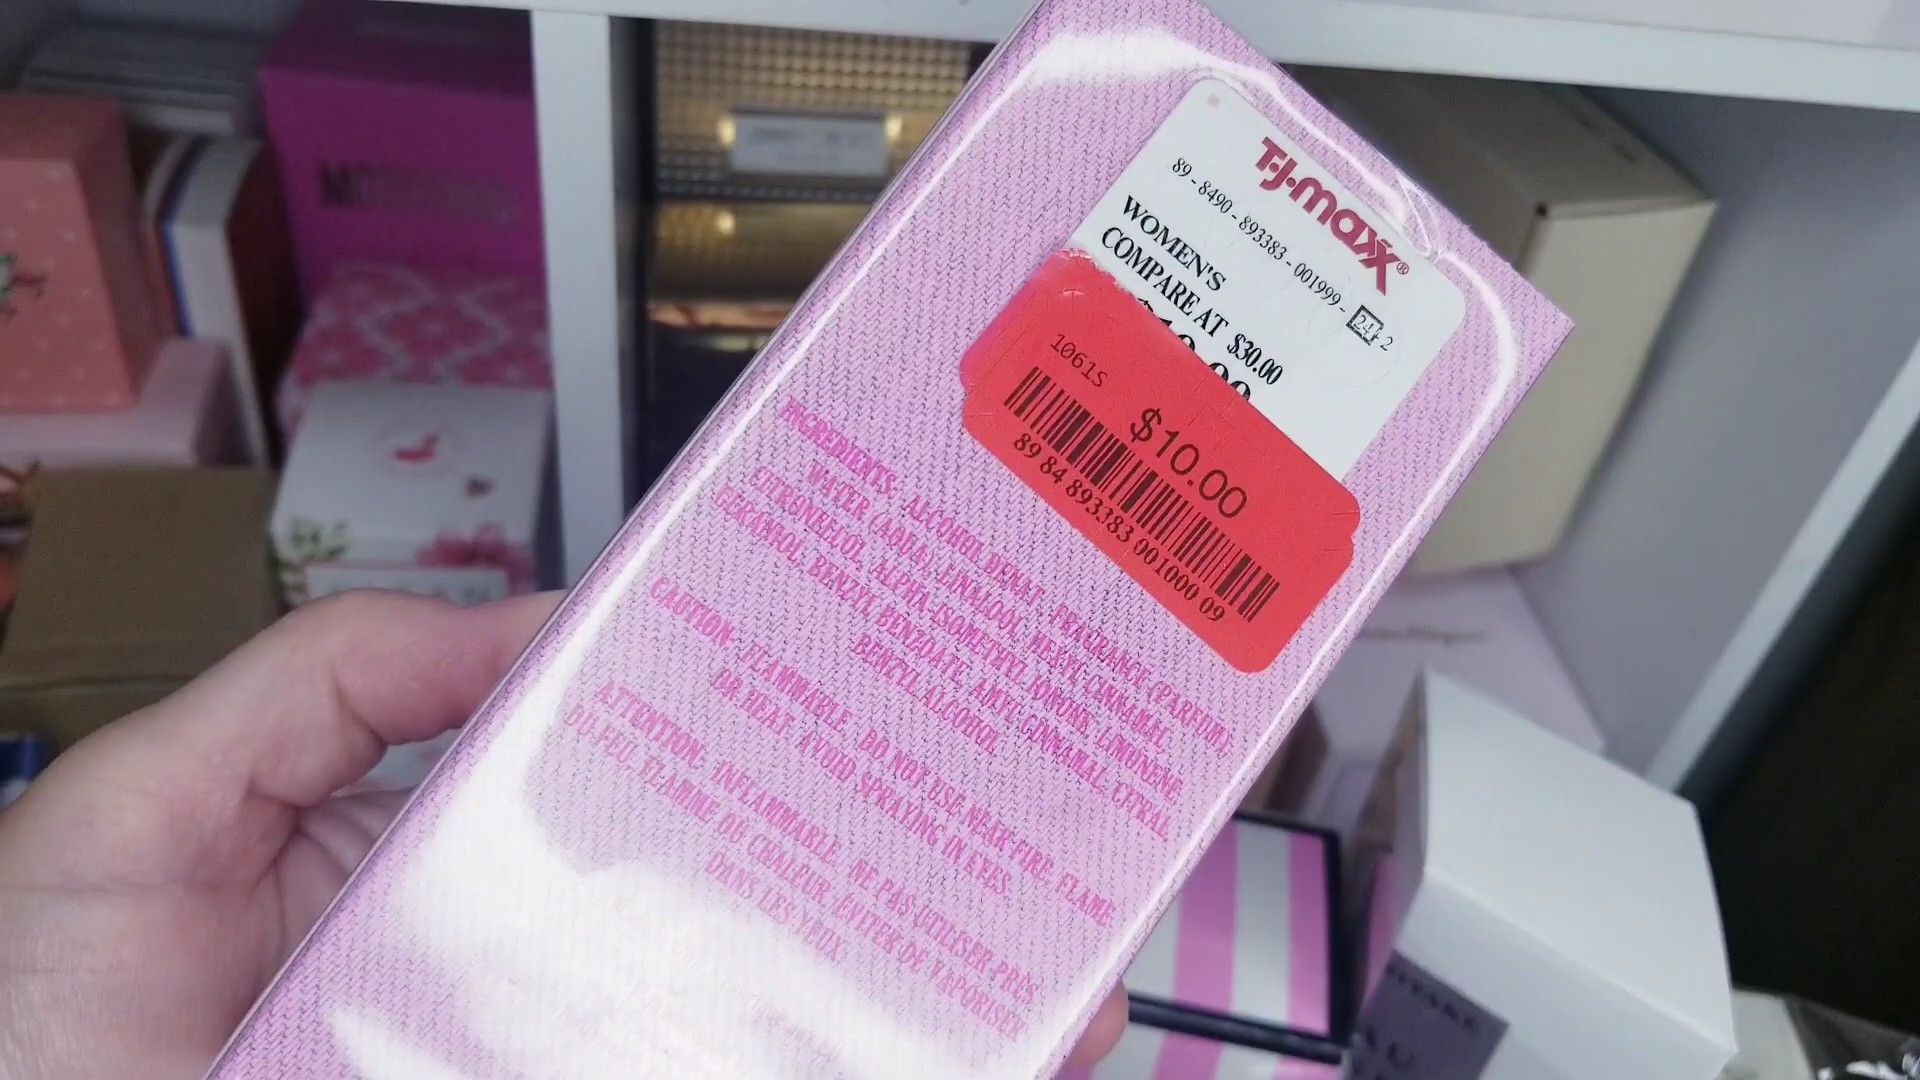 T·J·maxx®
89 - 8490 - 893383 - 001999 - 24 2
WOMEN'S
COMPARE AT $30.00
1061S
$10.00
89 84 893383 001000 09
INGREDIENTS: ALCOHOL DENAT, FRAGRANCE (PARFUM),
WATER (AQUA), LINALOOL, HEXYL CINNAMAL,
CITRONELLOL, ALPHA-ISOMETHYL IONONE, LIMONENE,
GERANIOL, BENZYL BENZOATE, AMYL CINNAMAL, CITRAL
BENZYL ALCOHOL
CAUTION - FLAMMABLE. DO NOT USE NEAR FIRE, FLAME
OR HEAT. AVOID SPRAYING IN EYES.
ATTENTION - INFLAMMABLE. NE PAS UTILISER PRÈS
DU FEU, FLAMME OU CHALEUR. ÉVITER DE VAPORISER
DANS LES YEUX